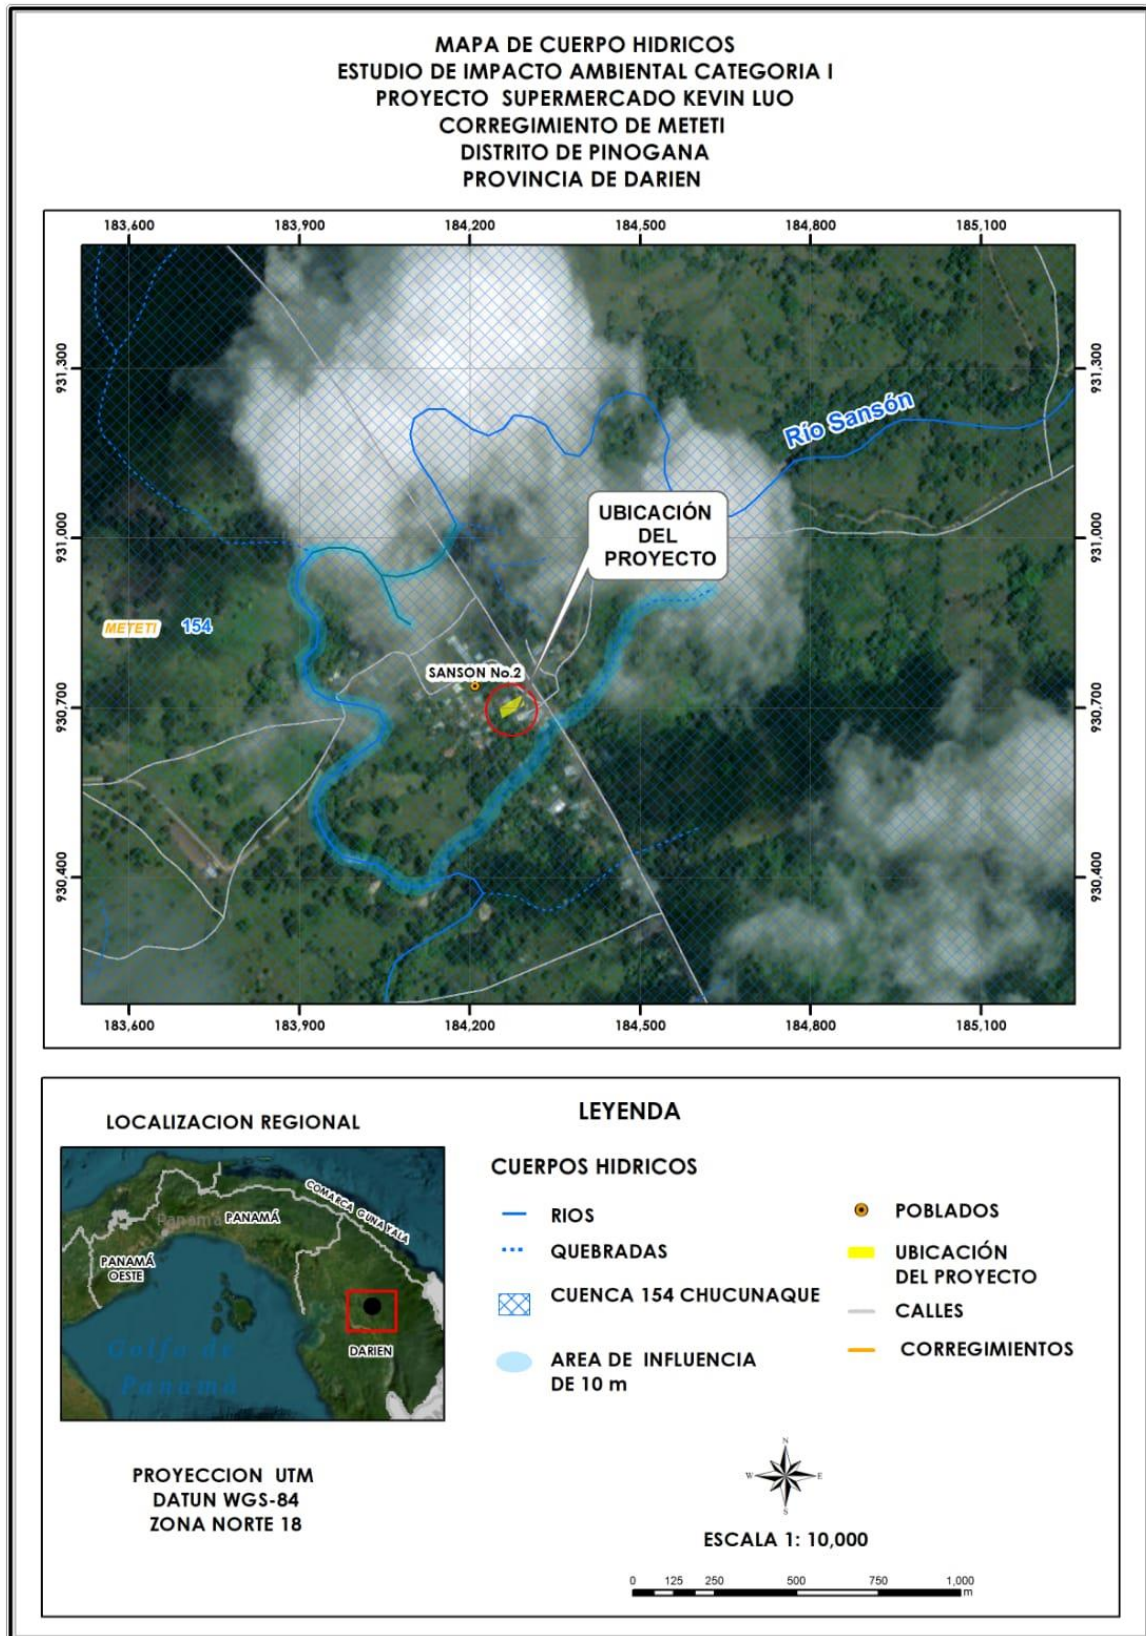 MAPA DE CUERPO HIDRICOS
ESTUDIO DE IMPACTO AMBIENTAL CATEGORIA I
PROYECTO SUPERMERCADO KEVIN LUO
CORREGIMIENTO DE METETI
DISTRITO DE PINOGANA
PROVINCIA DE DARIEN
183,600 183,900 184,200 184,500 184,800 185,100
931,300 931,300
Río Sansón
UBICACIÓN
DEL
PROYECTO
931,000 931,000
METETI 154
SANSON No.2
930,700 930,700
930,400 930,400
183,600 183,900 184,200 184,500 184,800 185,100
LOCALIZACION REGIONAL
COMARCA GUNA YALA
Panamá
PANAMÁ
PANAMÁ
OESTE
DARIEN
Golfo de
Panamá
PROYECCION UTM
DATUN WGS-84
ZONA NORTE 18
LEYENDA
CUERPOS HIDRICOS
RIOS
QUEBRADAS
CUENCA 154 CHUCUNAQUE
AREA DE INFLUENCIA
DE 10 m
POBLADOS
UBICACIÓN
DEL PROYECTO
CALLES
CORREGIMIENTOS
N
W E
S
ESCALA 1: 10,000
0 125 250 500 750 1,000
m